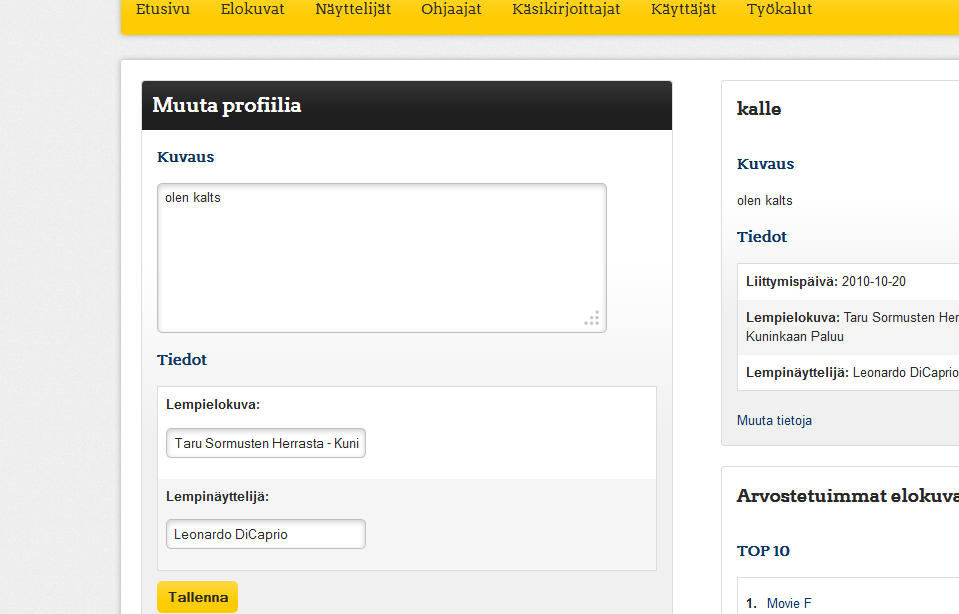 Etusivu Elokuvat Näyttelijät Ohjaajat Käsikirjoittajat Käyttäjät Työkalut
Muuta profiilia
Kuvaus
olen kalts
Tiedot
Lempielokuva:
Taru Sormusten Herrasta - Kuni
Lempinäyttelijä:
Leonardo DiCaprio
Tallenna
kalle
Kuvaus
olen kalts
Tiedot
Liittymispäivä: 2010-10-20
Lempielokuva: Taru Sormusten Her
Kuninkaan Paluu
Lempinäyttelijä: Leonardo DiCaprio
Muuta tietoja
Arvostetuimmat elokuva
TOP 10
1. Movie F